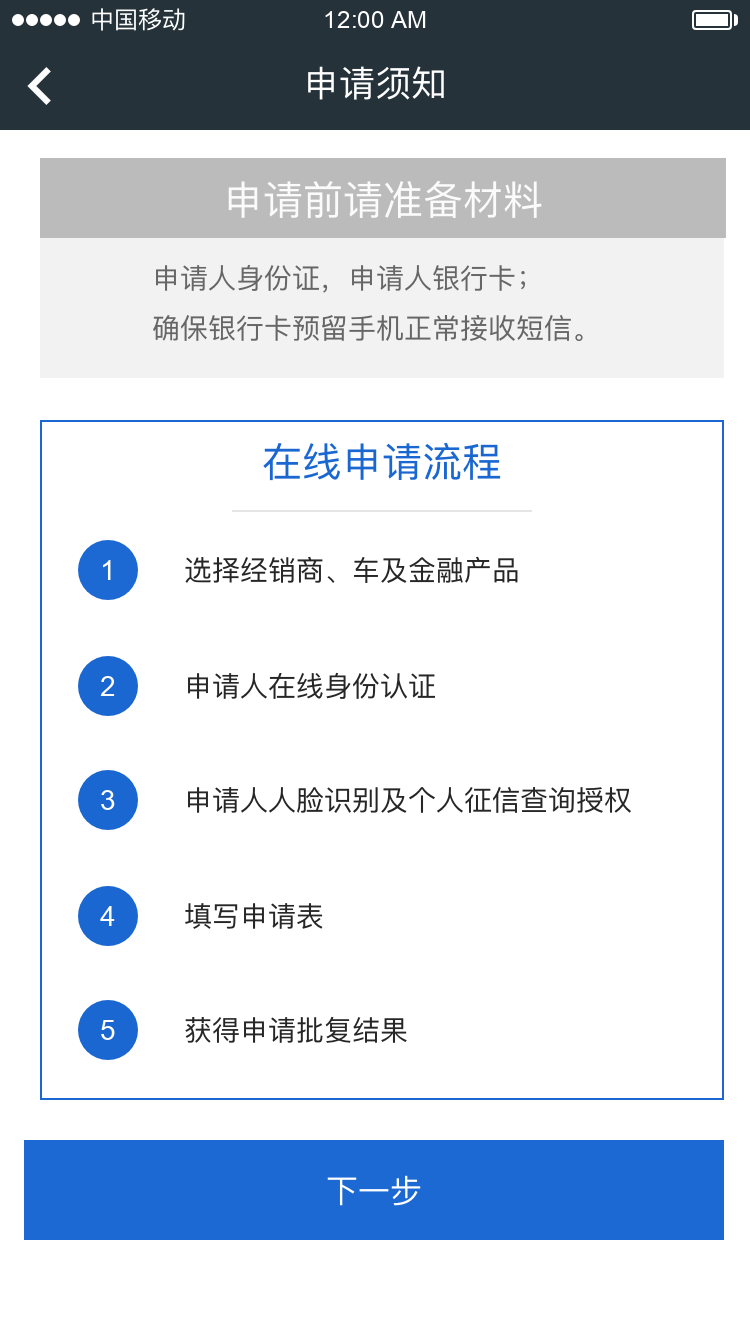 中国移动 12:00 AM
申请须知
申请前请准备材料
申请人身份证，申请人银行卡；
确保银行卡预留手机正常接收短信。
在线申请流程
1 选择经销商、车及金融产品
2 申请人在线身份认证
3 申请人人脸识别及个人征信查询授权
4 填写申请表
5 获得申请批复结果
下一步